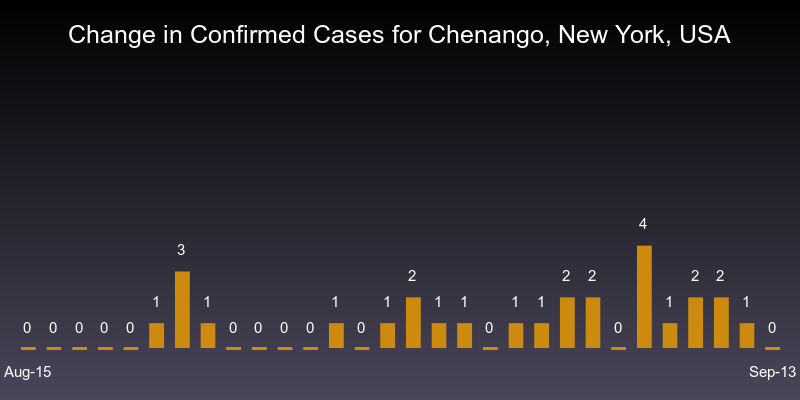 Change in Confirmed Cases for Chenango, New York, USA
4
3
2 2 2 2 2
1 1 1 1 1 1 1 1 1 1
0 0 0 0 0 0 0 0 0 0 0 0 0
Aug-15 Sep-13